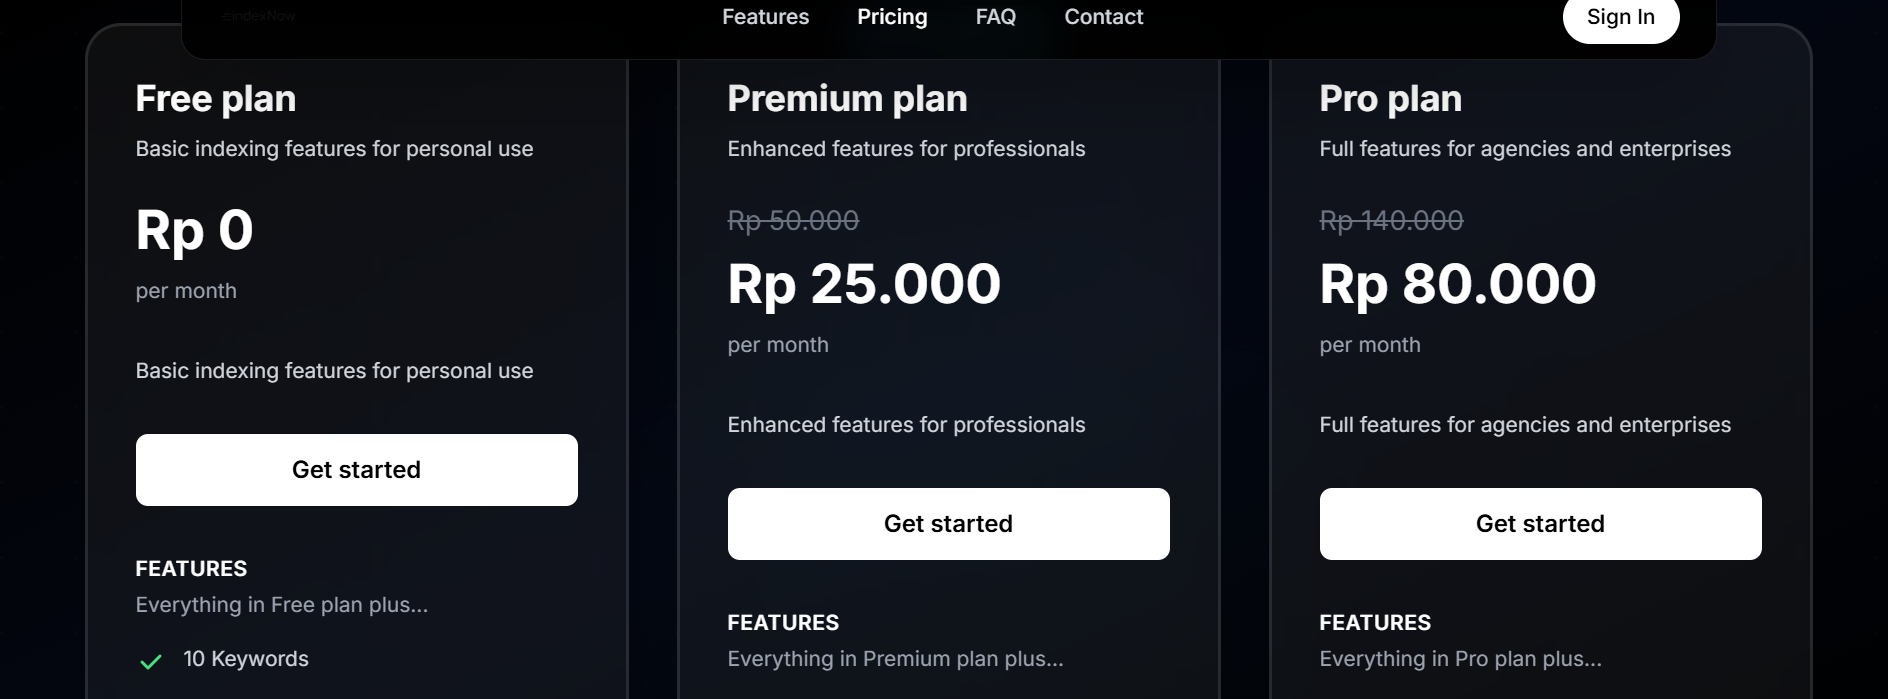 IndexNow
Features Pricing FAQ Contact Sign In
Free plan
Basic indexing features for personal use
Rp 0
per month
Basic indexing features for personal use
Get started
FEATURES
Everything in Free plan plus...
10 Keywords
Premium plan
Enhanced features for professionals
Rp 50.000
Rp 25.000
per month
Enhanced features for professionals
Get started
FEATURES
Everything in Premium plan plus...
Pro plan
Full features for agencies and enterprises
Rp 140.000
Rp 80.000
per month
Full features for agencies and enterprises
Get started
FEATURES
Everything in Pro plan plus...